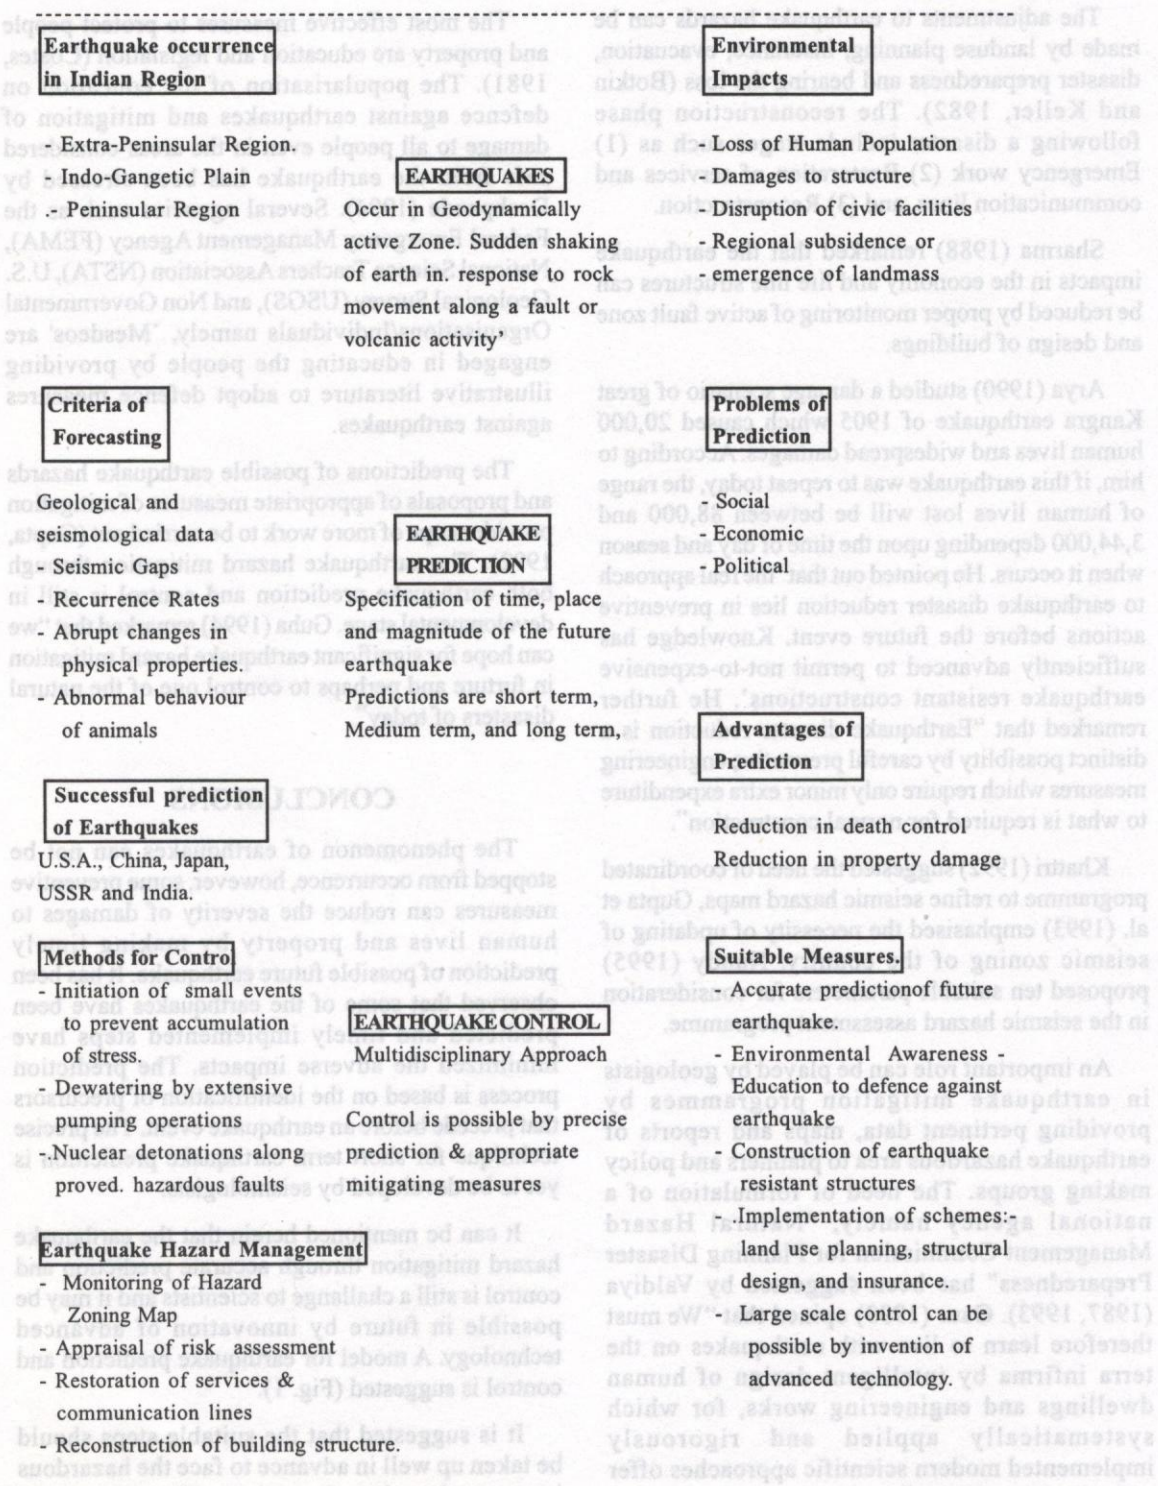 Earthquake occurrence
in Indian Region
- Extra-Peninsular Region.
- Indo-Gangetic Plain
.- Peninsular Region
EARTHQUAKES
Occur in Geodynamically
active Zone. Sudden shaking
of earth in. response to rock
movement along a fault or
volcanic activity'
Environmental
Impacts
- Loss of Human Population
- Damages to structure
- Disruption of civic facilities
- Regional subsidence or
- emergence of landmass
Criteria of
Forecasting
Geological and
seismological data
- Seismic Gaps
- Recurrence Rates
- Abrupt changes in
physical properties.
- Abnormal behaviour
of animals
EARTHQUAKE
PREDICTION
Specification of time, place
and magnitude of the future
earthquake
Predictions are short term,
Medium term, and long term,
Problems of
Prediction
- Social
- Economic
- Political
Advantages of
Prediction
Reduction in death control
Reduction in property damage
Successful prediction
of Earthquakes
U.S.A., China, Japan,
USSR and India.
Methods for Control
- Initiation of small events
to prevent accumulation
of stress.
- Dewatering by extensive
pumping operations
-.Nuclear detonations along
proved. hazardous faults
EARTHQUAKE CONTROL
Multidisciplinary Approach
Control is possible by precise
prediction & appropriate
mitigating measures
Suitable Measures.
- Accurate predictionof future
earthquake.
- Environmental Awareness -
Education to defence against
earthquake
- Construction of earthquake
resistant structures
- .Implementation of schemes:-
land use planning, structural
design, and insurance.
- Large scale control can be
possible by invention of
advanced technology.
Earthquake Hazard Management
- Monitoring of Hazard
Zoning Map
- Appraisal of risk assessment
- Restoration of services &
communication lines
- Reconstruction of building structure.